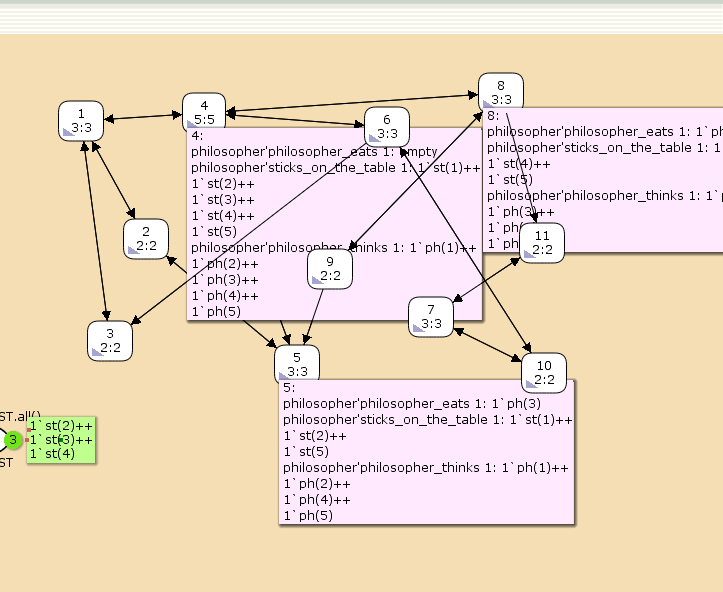 1
3:3
4
5:5
6
3:3
8
3:3
4:
philosopher'philosopher_eats 1: empty
philosopher'sticks_on_the_table 1: 1`st(1)++
1`st(2)++
1`st(3)++
1`st(4)++
1`st(5)
philosopher'philosopher_thinks 1: 1`ph(1)++
1`ph(2)++
1`ph(3)++
1`ph(4)++
1`ph(5)
8:
philosopher'philosopher_eats 1: 1`ph
philosopher'sticks_on_the_table 1: 1
1`st(4)++
1`st(5)
philosopher'philosopher_thinks 1: 1`p
1`ph(3)++
1`ph(
1`ph
2
2:2
11
2:2
9
2:2
7
3:3
3
2:2
5
3:3
10
2:2
5:
philosopher'philosopher_eats 1: 1`ph(3)
philosopher'sticks_on_the_table 1: 1`st(1)++
1`st(2)++
1`st(5)
philosopher'philosopher_thinks 1: 1`ph(1)++
1`ph(2)++
1`ph(4)++
1`ph(5)
ST.all()
3
1`st(2)++
1`st(3)++
1`st(4)
ST